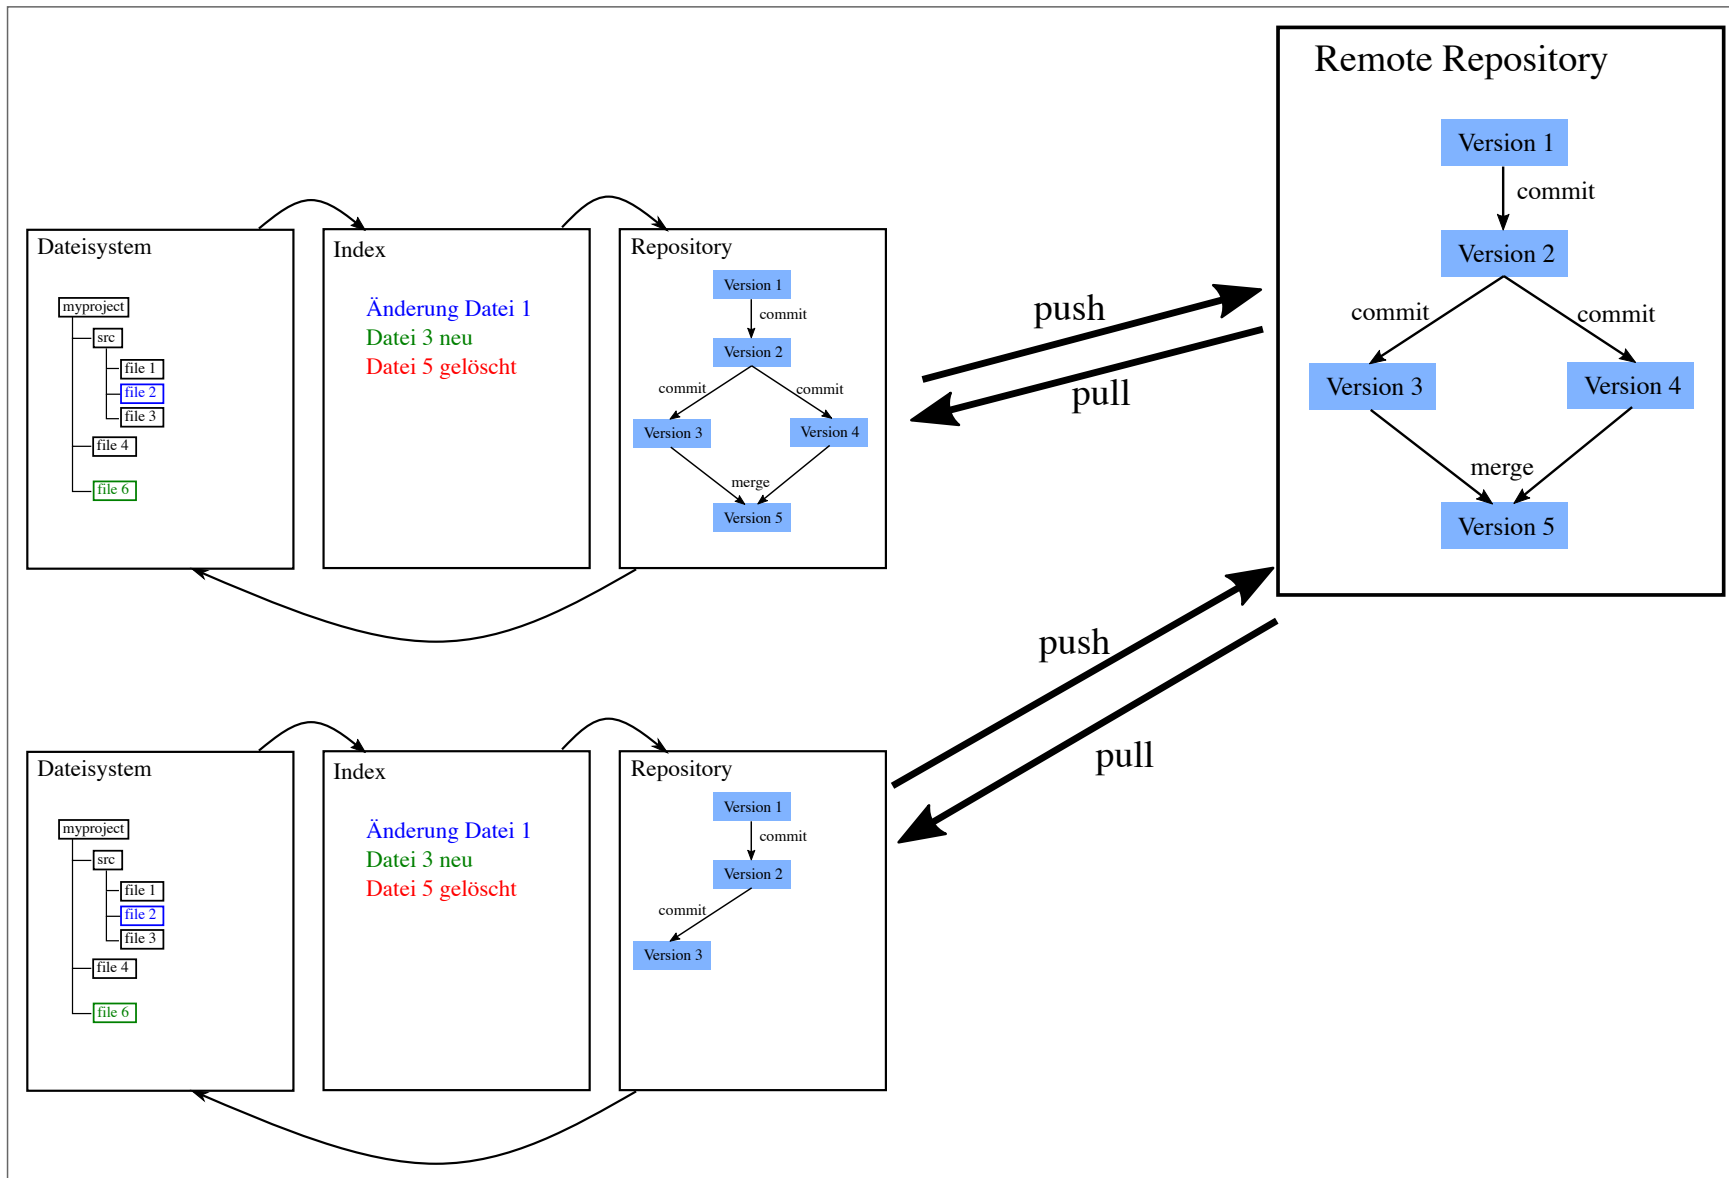 Remote Repository
Version 1
commit
Version 2
commit
commit
Version 3
Version 4
merge
Version 5
Dateisystem
myproject
src
file 1
file 2
file 3
file 4
file 6
Index
Änderung Datei 1
Datei 3 neu
Datei 5 gelöscht
Repository
Version 1
commit
Version 2
commit
commit
Version 3
Version 4
merge
Version 5
push
pull
push
pull
Dateisystem
myproject
src
file 1
file 2
file 3
file 4
file 6
Index
Änderung Datei 1
Datei 3 neu
Datei 5 gelöscht
Repository
Version 1
commit
Version 2
commit
Version 3